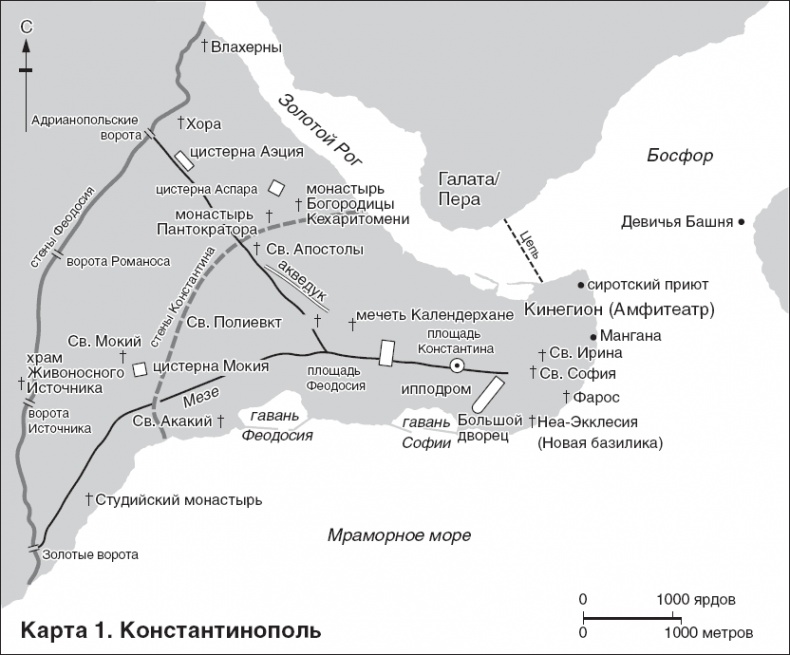 С
Влахерны
Золотой Рог
Адрианопольские
ворота
Хора
цистерна Аэция
Босфор
цистерна Аспара
монастырь
Богородицы
Кехаритомени
Галата/
Пера
монастырь
Пантократора
Девичья Башня
стены Феодосия
Цепь
ворота Романоса
Св. Апостолы
стены Константина
акведук
сиротский приют
Кинегион (Амфитеатр)
Св. Полиевкт
мечеть Календерхане
Мангана
площадь
Константина
Св. Мокий
Св. Ирина
храм
Живоносного
Источника
цистерна Мокия
площадь
Феодосия
Св. София
ипподром
Мезе
Фарос
ворота
Источника
Св. Акакий
гавань
Феодосия
гавань
Софии
Большой
дворец
Неа-Экклесия
(Новая базилика)
Студийский монастырь
Мраморное море
Золотые ворота
0 1000 ярдов
0 1000 метров
Карта 1. Константинополь